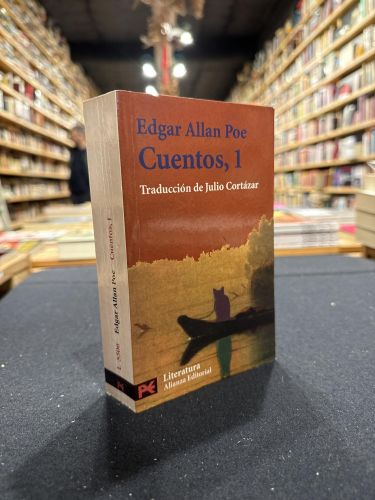 Edgar Allan Poe
Cuentos, 1
Traducción de Julio Cortázar
Literatura
Alianza Editorial
Edgar Allan Poe Cuentos, 1